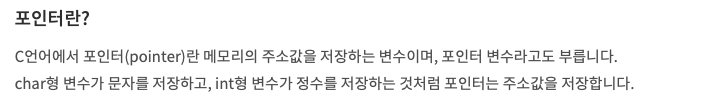 포인터란?
C언어에서 포인터(pointer)란 메모리의 주소값을 저장하는 변수이며, 포인터 변수라고도 부릅니다.
char형 변수가 문자를 저장하고, int형 변수가 정수를 저장하는 것처럼 포인터는 주소값을 저장합니다.